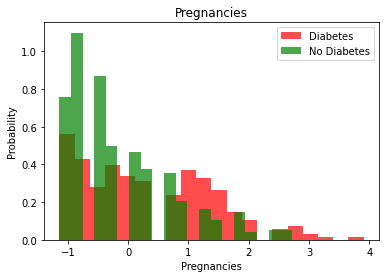 Pregnancies
Diabetes
No Diabetes
Probability
1.0
0.8
0.6
0.4
0.2
0.0
−1
0
1
2
3
4
Pregnancies